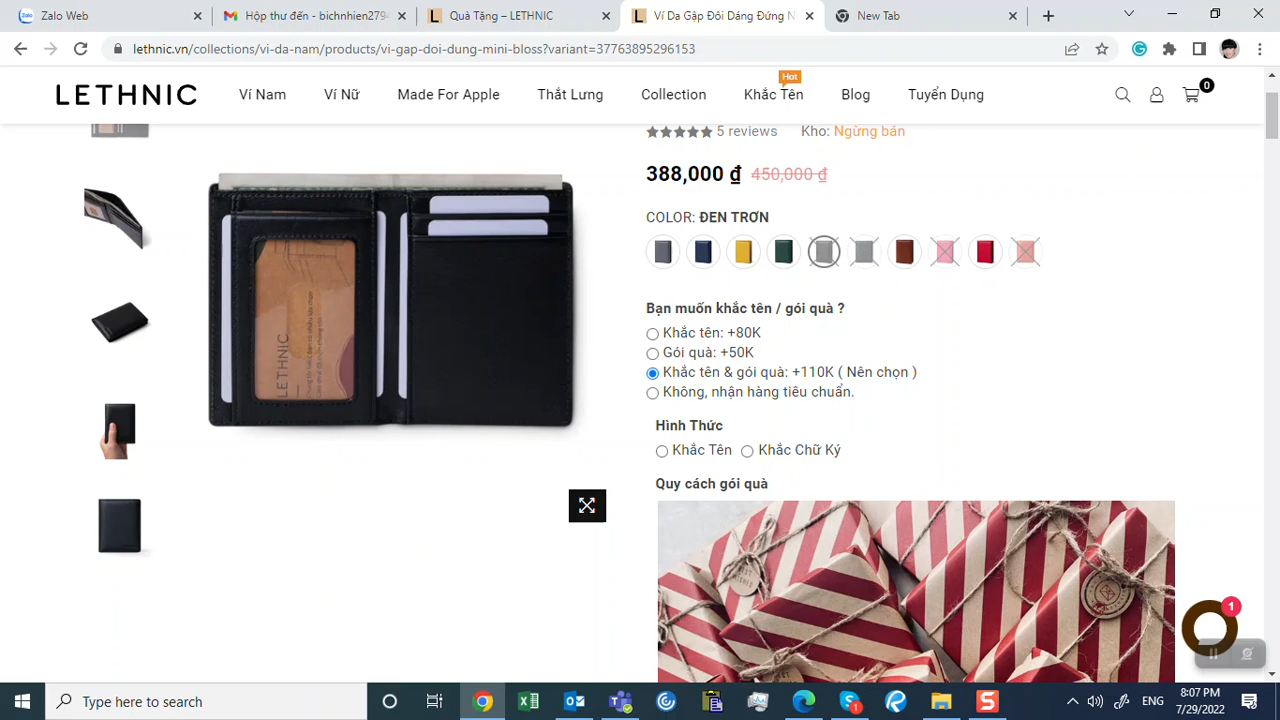 Zalo Web
Hộp thư đến - bichnhien279
Quà Tặng – LETHNIC
Ví Da Gập Đôi Dáng Đứng N
New Tab
lethnic.vn/collections/vi-da-nam/products/vi-gap-doi-dung-mini-bloss?variant=37763895296153
LETHNIC
Ví Nam
Ví Nữ
Made For Apple
Thắt Lưng
Collection
Hot
Khắc Tên
Blog
Tuyển Dụng
0
5 reviews
Kho: Ngừng bán
388,000 ₫ 450,000 ₫
COLOR: ĐEN TRƠN
Bạn muốn khắc tên / gói quà ?
Khắc tên: +80K
Gói quà: +50K
Khắc tên & gói quà: +110K ( Nên chọn )
Không, nhận hàng tiêu chuẩn.
Hình Thức
Khắc Tên
Khắc Chữ Ký
Quy cách gói quà
LETHNIC
1
Type here to search
1
ENG
8:07 PM
7/29/2022